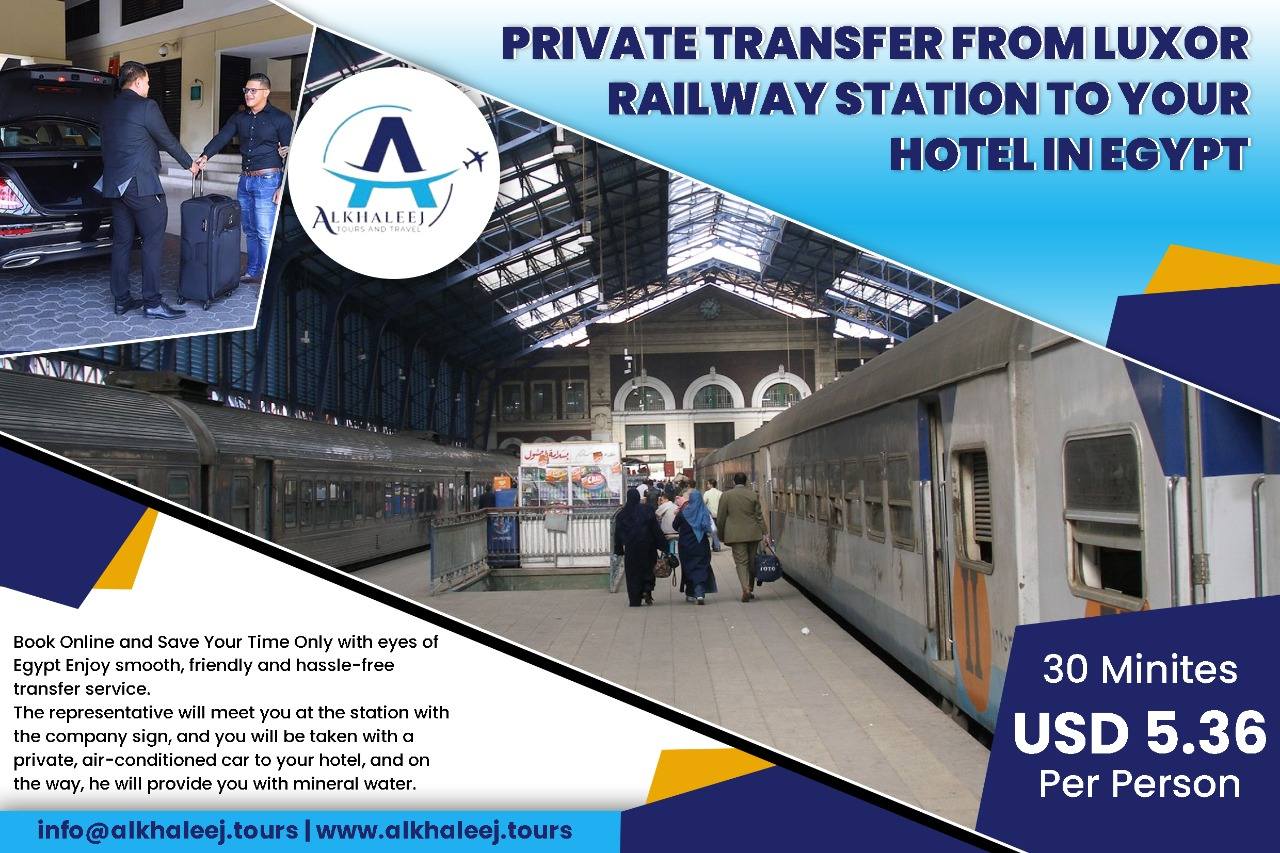 PRIVATE TRANSFER FROM LUXOR
RAILWAY STATION TO YOUR
HOTEL IN EGYPT
ALKHALEEJ
TOURS AND TRAVEL
Book Online and Save Your Time Only with eyes of
Egypt Enjoy smooth, friendly and hassle-free
transfer service.
The representative will meet you at the station with
the company sign, and you will be taken with a
private, air-conditioned car to your hotel, and on
the way, he will provide you with mineral water.
30 Minites
USD 5.36
Per Person
info@alkhaleej.tours | www.alkhaleej.tours